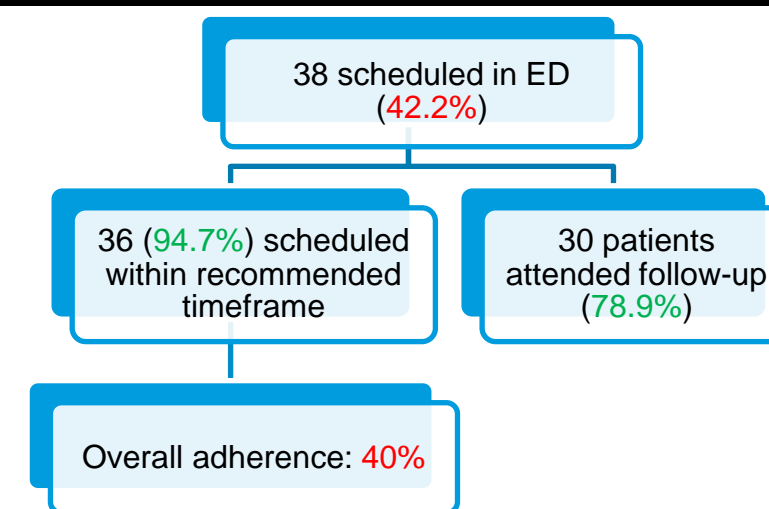 38 scheduled in ED
(42.2%)
36 (94.7%) scheduled
within recommended
timeframe
30 patients
attended follow-up
(78.9%)
Overall adherence: 40%